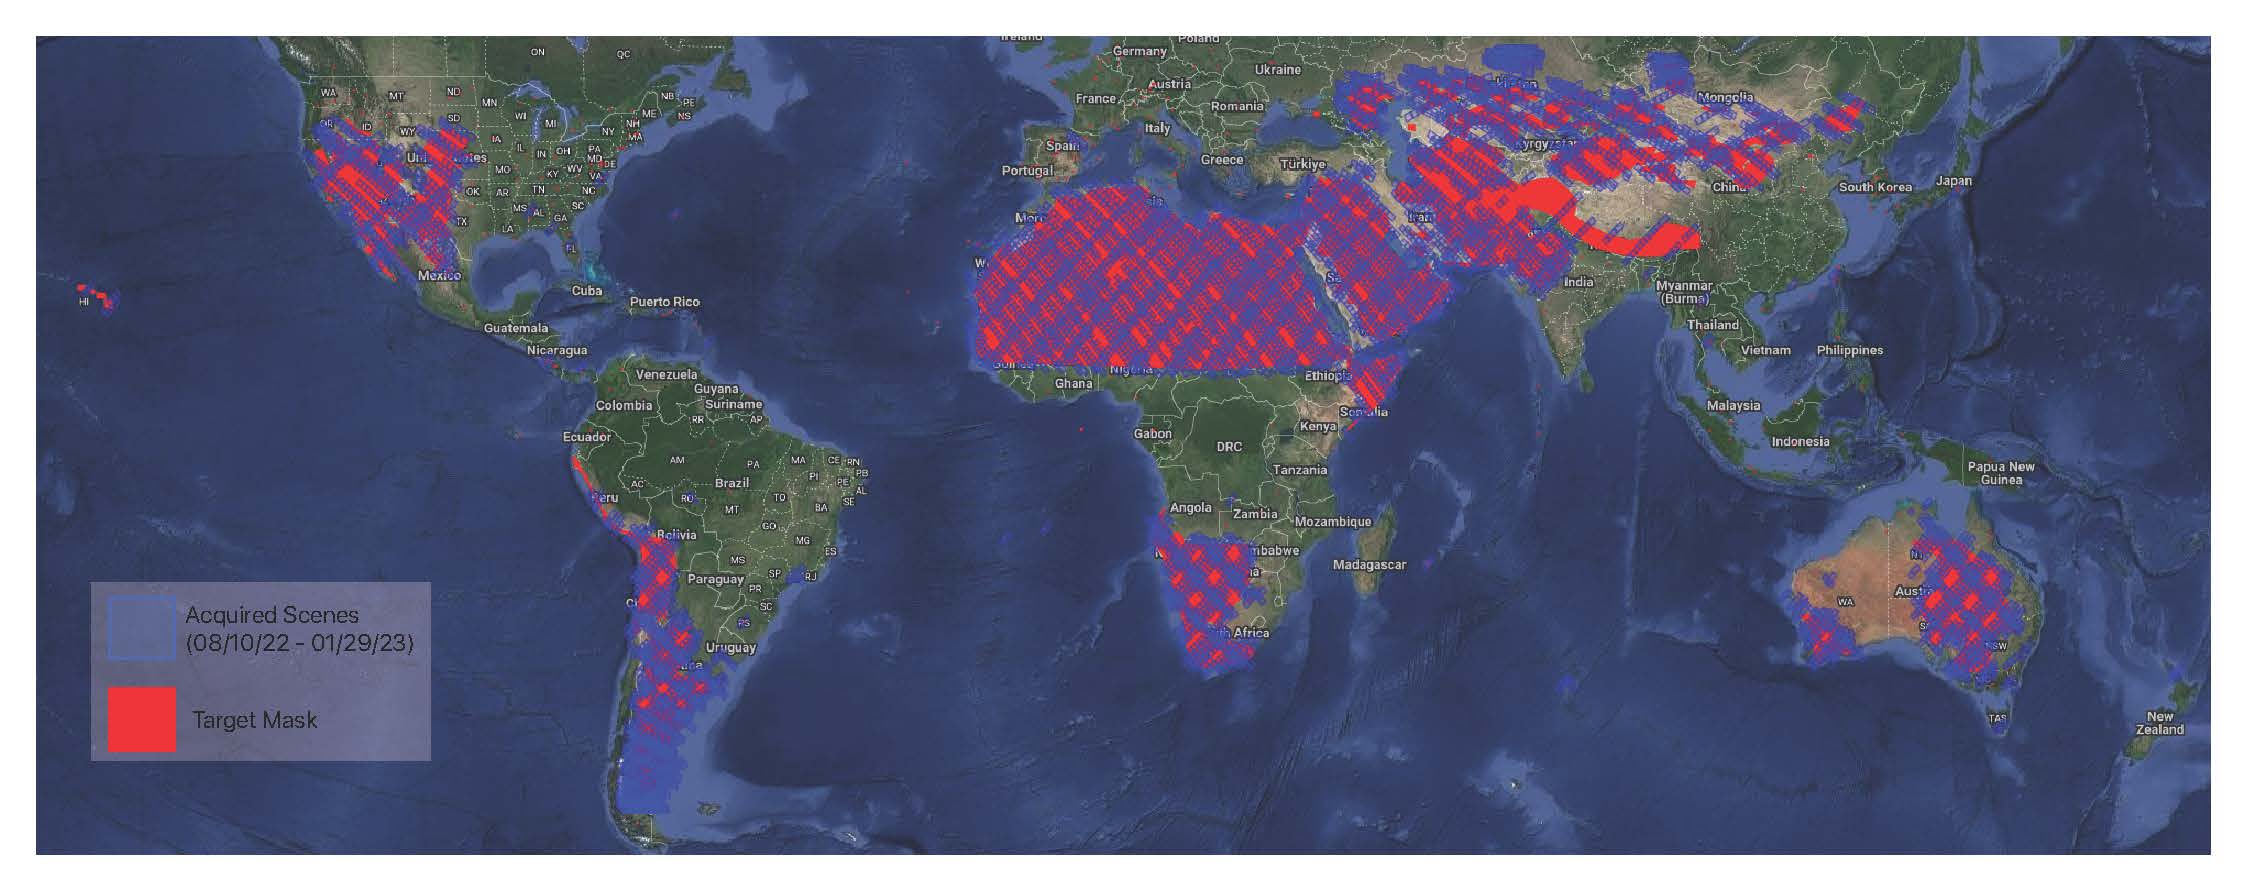 Ireland
Poland
Germany
Ukraine
ON
QC
Austria
WA
MT
ND
France
Romania
Mongolia
MN
NB
PE
SD
WI
ME
NS
ID
WY
MI
NH
NY
MA
Italy
IA
Spain
IL
IN
OH
PA
MD
DE
Greece
Türkiye
Portugal
MO
KY
WV
VA
China
South Korea
Japan
OK
AR
TN
NC
MS
AL
SC
GA
TX
LA
Iran
FL
Mexico
India
HI
Cuba
Puerto Rico
Myanmar
(Burma)
Guatemala
Thailand
Nicaragua
Vietnam
Philippines
Venezuela
Guyana
Suriname
Nigeria
Ghana
Ethiopia
Colombia
RR
AP
Somalia
Malaysia
Kenya
Ecuador
Gabon
DRC
Indonesia
AM
PA
MA
CE
RN
PB
PE
AL
SE
PI
Tanzania
Papua New
Guinea
AC
Brazil
TO
BA
Peru
RO
MT
GO
Angola
Zambia
Mozambique
Bolivia
MG
ES
MS
SP
RJ
Paraguay
PR
SC
RS
Madagascar
WA
Uruguay
NSW
TAS
New
Zealand
Acquired Scenes
(08/10/22 - 01/29/23)
Target Mask